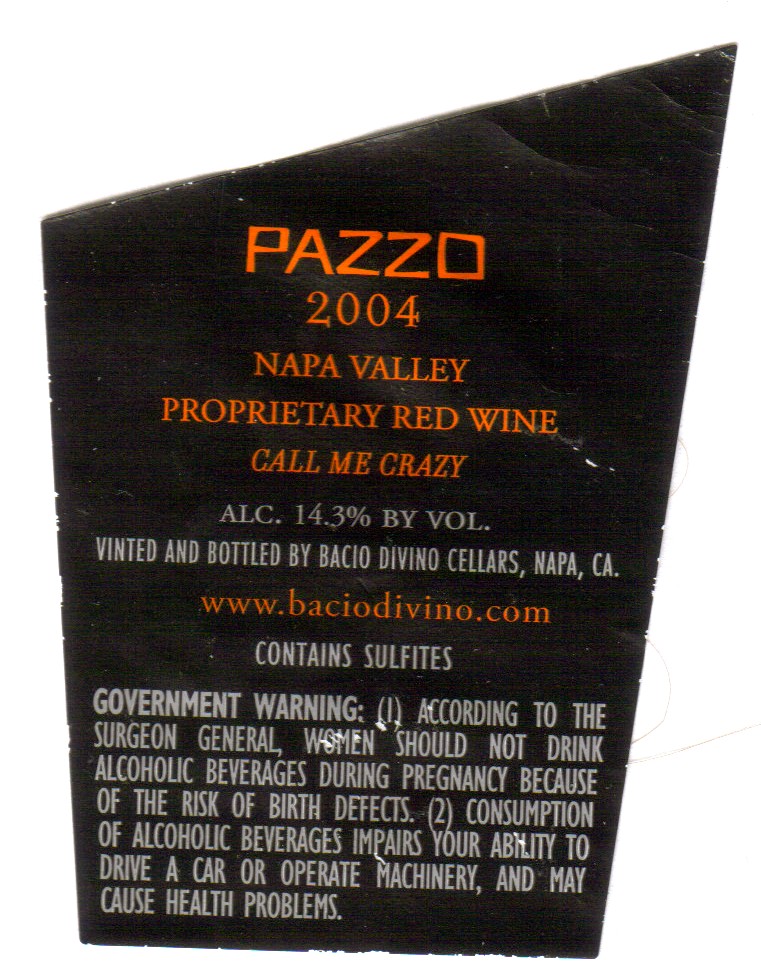 PAZZO
2004
NAPA VALLEY
PROPRIETARY RED WINE
CALL ME CRAZY
ALC. 14.3% BY VOL.
VINTED AND BOTTLED BY BACIO DIVINO CELLARS, NAPA, CA.
www.baciodivino.com
CONTAINS SULFITES
GOVERNMENT WARNING: (1) ACCORDING TO THE
SURGEON GENERAL, WOMEN SHOULD NOT DRINK
ALCOHOLIC BEVERAGES DURING PREGNANCY BECAUSE
OF THE RISK OF BIRTH DEFECTS. (2) CONSUMPTION
OF ALCOHOLIC BEVERAGES IMPAIRS YOUR ABILITY TO
DRIVE A CAR OR OPERATE MACHINERY, AND MAY
CAUSE HEALTH PROBLEMS.